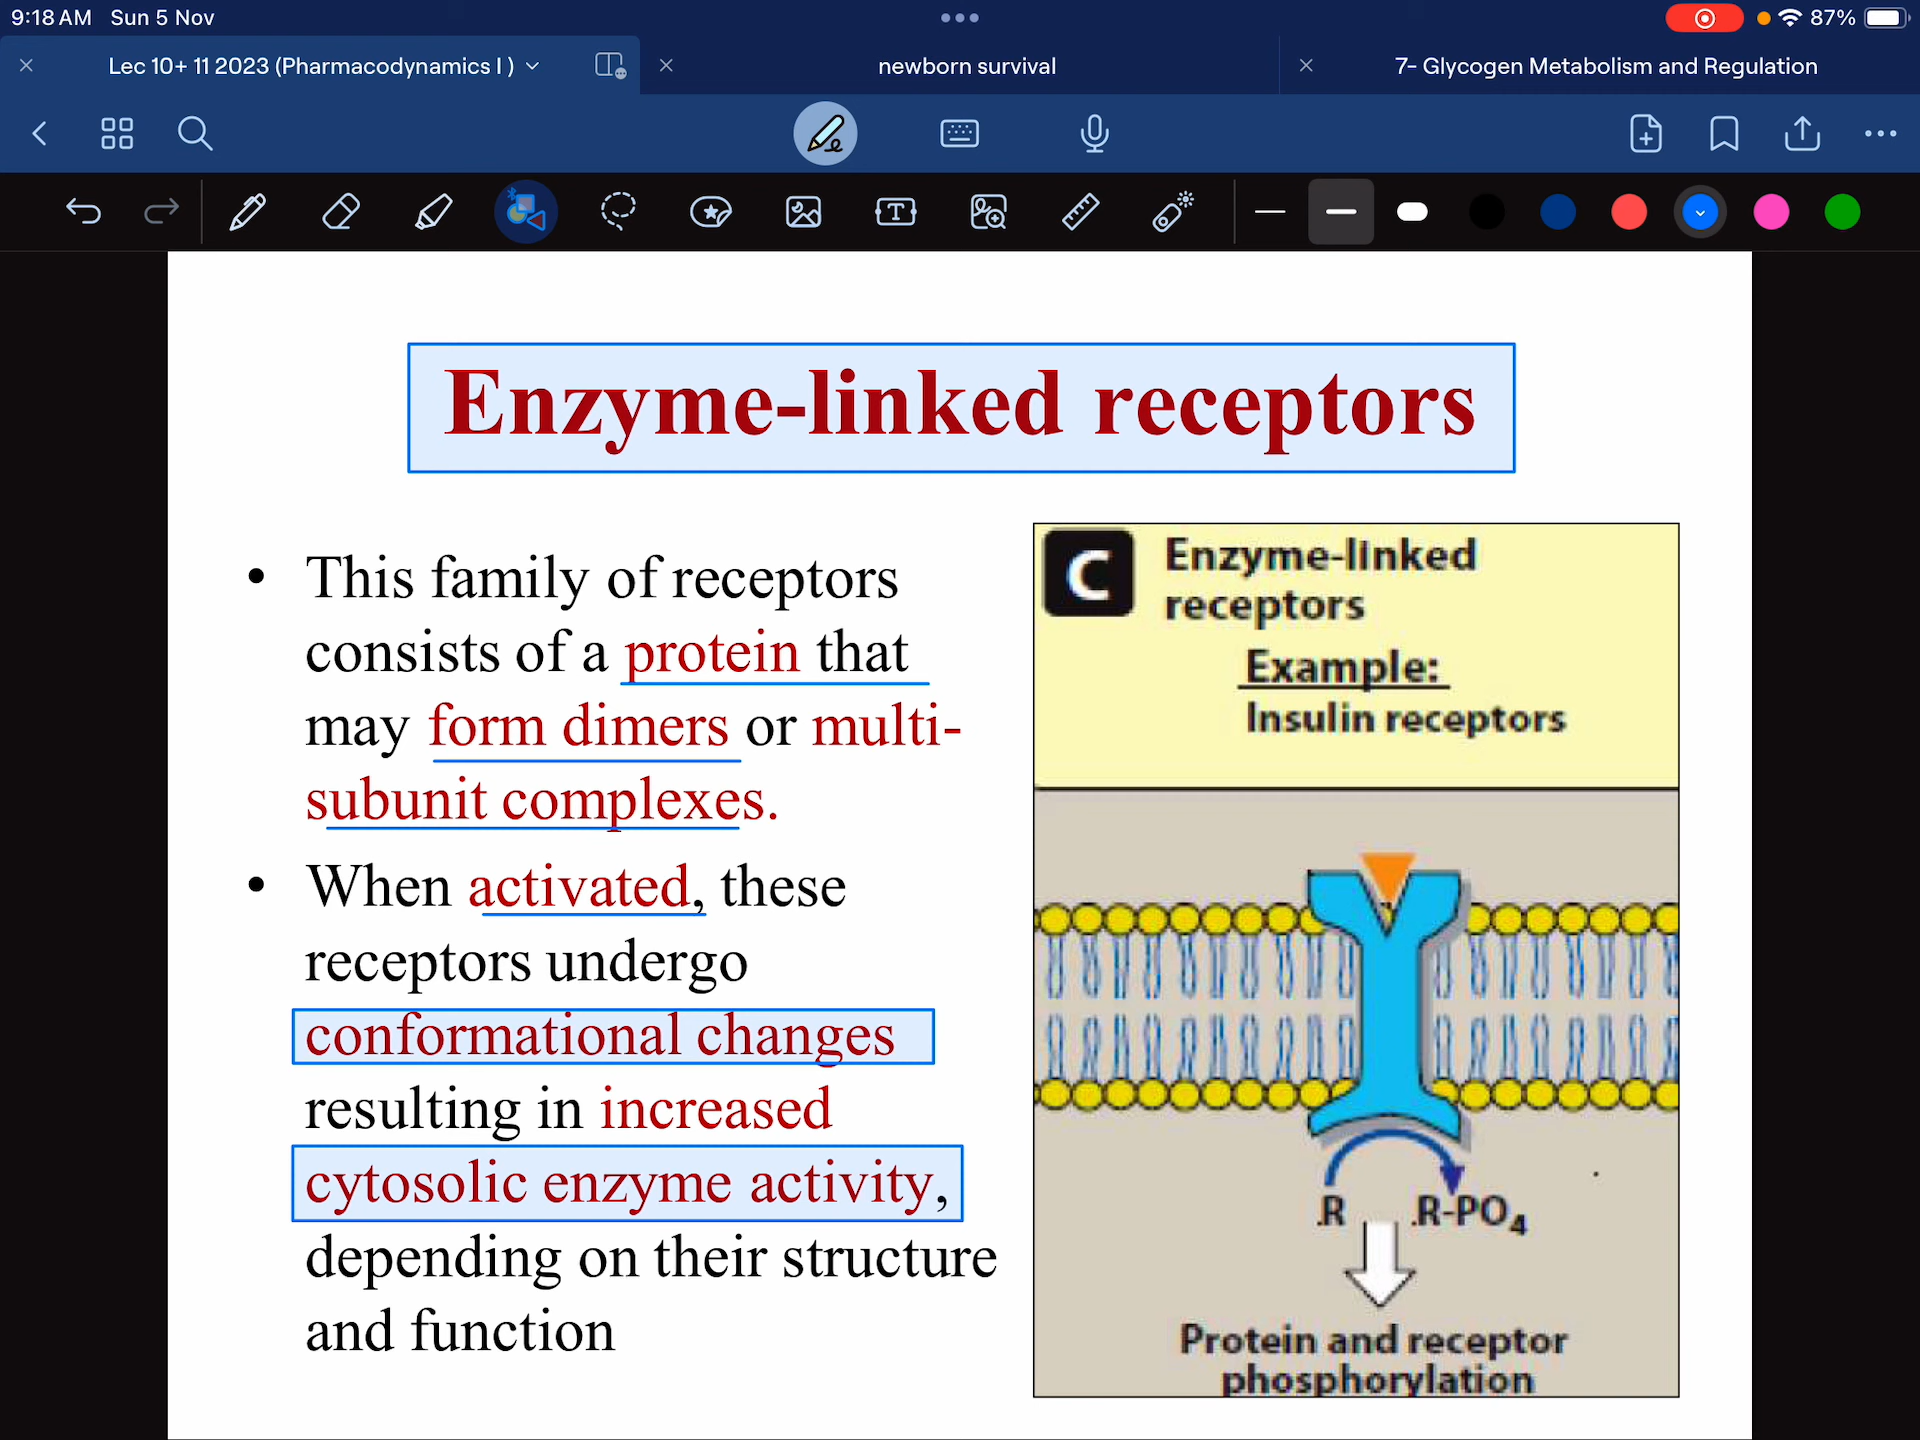 9:18 AM Sun 5 Nov
87%
Lec 10+ 11 2023 (Pharmacodynamics I )
newborn survival
7- Glycogen Metabolism and Regulation
Enzyme-linked receptors
• This family of receptors
consists of a protein that
may form dimers or multi-
subunit complexes.
• When activated, these
receptors undergo
conformational changes
resulting in increased
cytosolic enzyme activity,
depending on their structure
and function
C Enzyme-linked
receptors
Example:
Insulin receptors
.R .R-PO4
Protein and receptor
phosphorylation